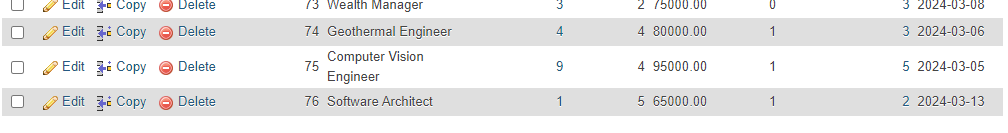 Edit Copy Delete 73 Wealth Manager 3 2 75000.00 0 3 2024-03-08
Edit Copy Delete 74 Geothermal Engineer 4 4 80000.00 1 3 2024-03-06
Edit Copy Delete 75 Computer Vision Engineer 9 4 95000.00 1 5 2024-03-05
Edit Copy Delete 76 Software Architect 1 5 65000.00 1 2 2024-03-13